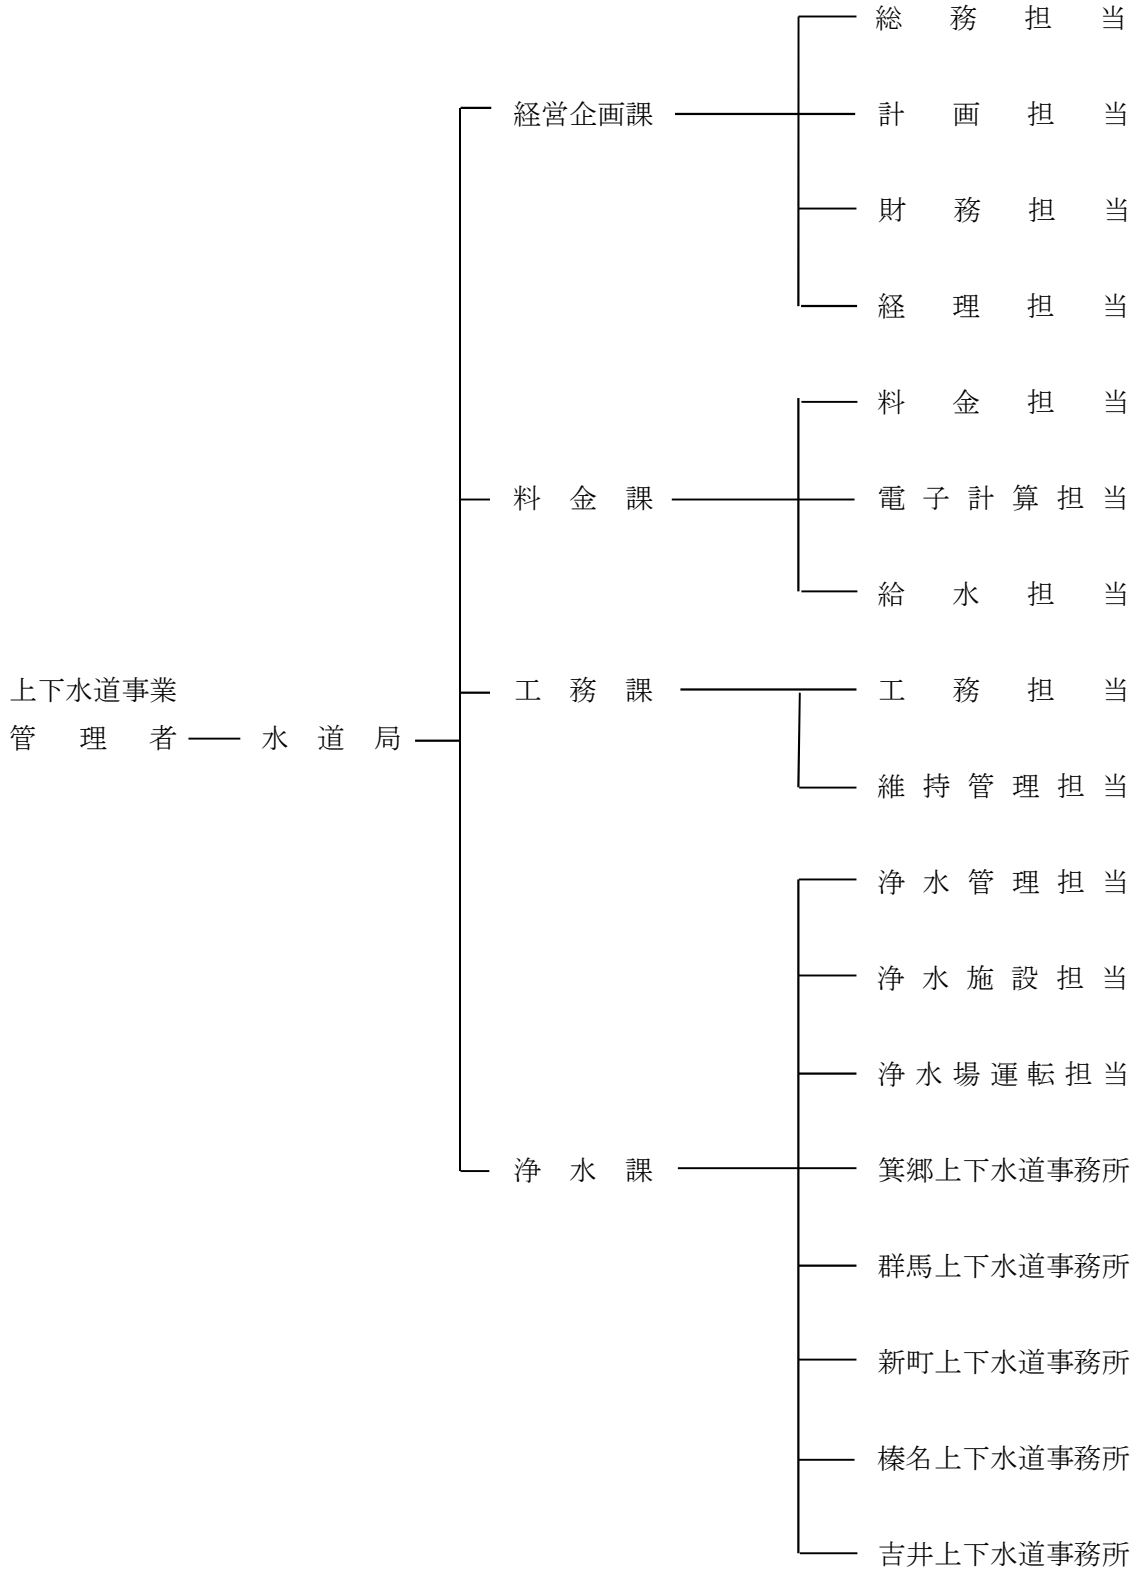 総務担当
経営企画課
計画担当
財務担当
経理担当
料金担当
料金課
電子計算担当
給水担当
上下水道事業
管理者
水道局
工務課
工務担当
維持管理担当
浄水管理担当
浄水施設担当
浄水場運転担当
浄水課
箕郷上下水道事務所
群馬上下水道事務所
新町上下水道事務所
榛名上下水道事務所
吉井上下水道事務所